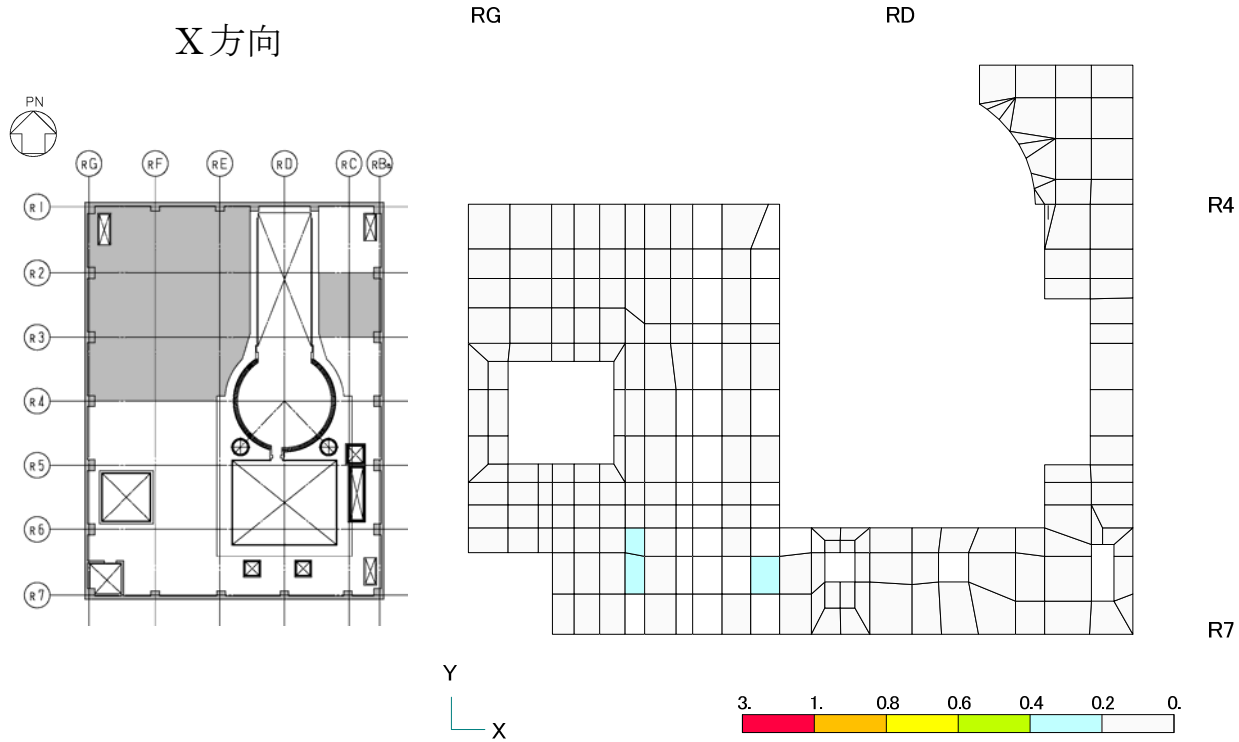 X方向
RG RD
PN
RG RF RE RD RC RBa
R1
R2
R3
R4
R5
R6
R7
R4
R7
Y
X
3. 1. 0.8 0.6 0.4 0.2 0.